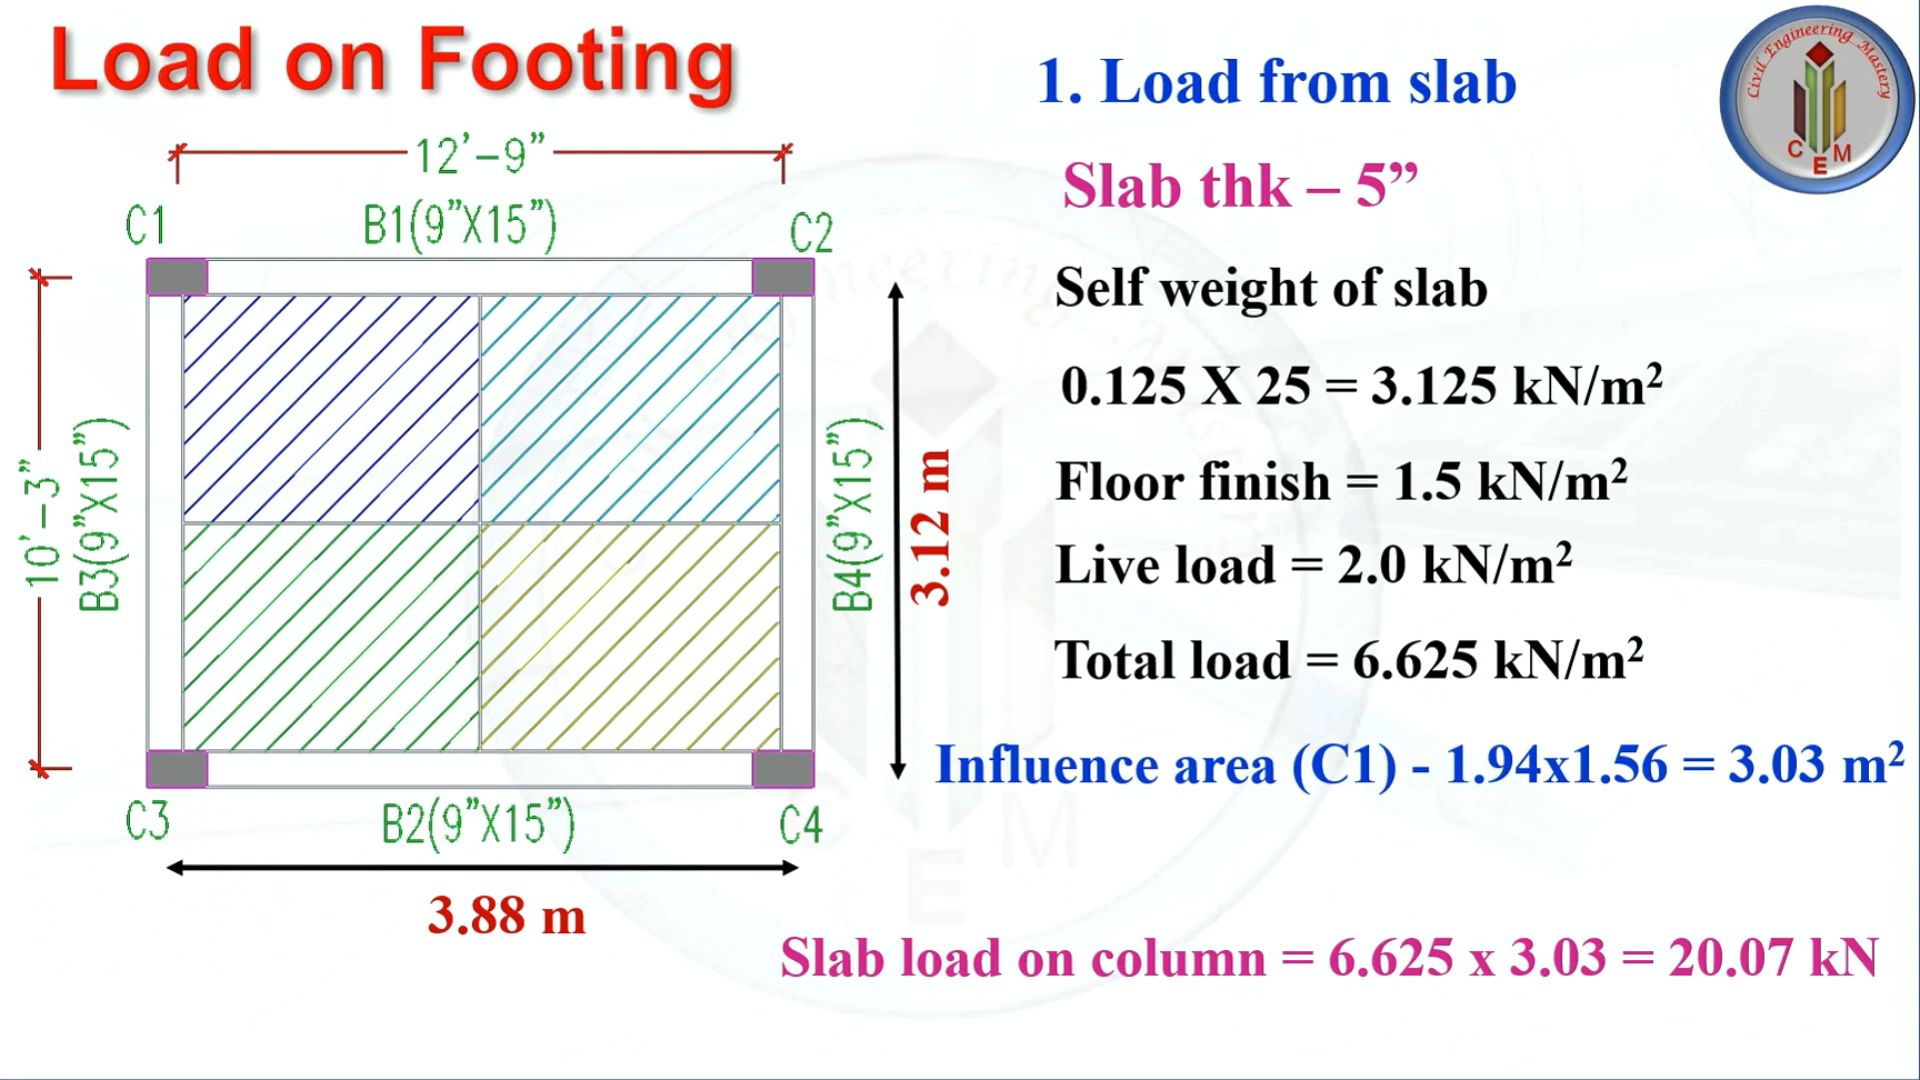 Load on Footing
12’-9”
C1
B1(9”X15”)
C2
10’-3”
B3(9”X15”)
B4(9”X15”)
3.12 m
C3
B2(9”X15”)
C4
3.88 m
1. Load from slab
Slab thk – 5”
Self weight of slab
0.125 X 25 = 3.125 kN/m²
Floor finish = 1.5 kN/m²
Live load = 2.0 kN/m²
Total load = 6.625 kN/m²
Influence area (C1) - 1.94x1.56 = 3.03 m²
Slab load on column = 6.625 x 3.03 = 20.07 kN
Civil Engineering Mastery
C E M